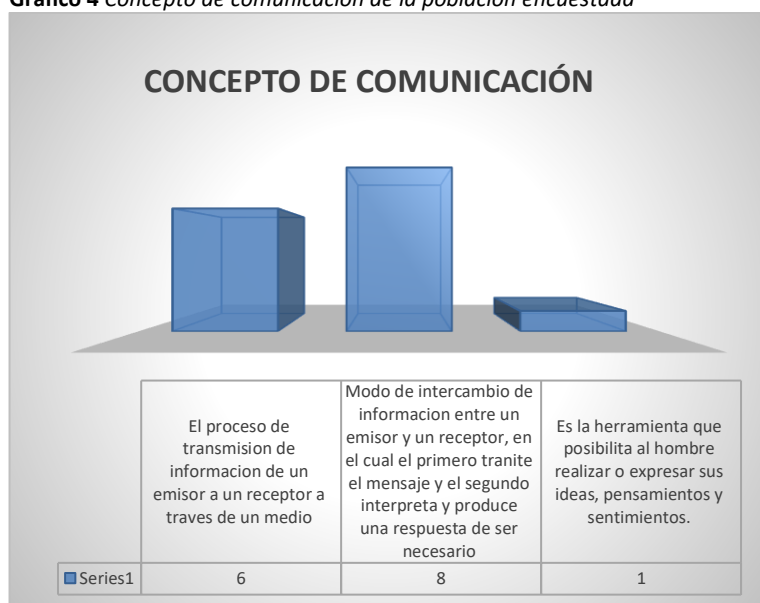 Gráfico 4 Concepto de comunicación de la población encuestada
CONCEPTO DE COMUNICACIÓN
El proceso de
transmision de
informacion de un
emisor a un receptor a
traves de un medio
Modo de intercambio de
informacion entre un
emisor y un receptor, en
el cual el primero tranite
el mensaje y el segundo
interpreta y produce
una respuesta de ser
necesario
Es la herramienta que
posibilita al hombre
realizar o expresar sus
ideas, pensamientos y
sentimientos.
Series1 6 8 1